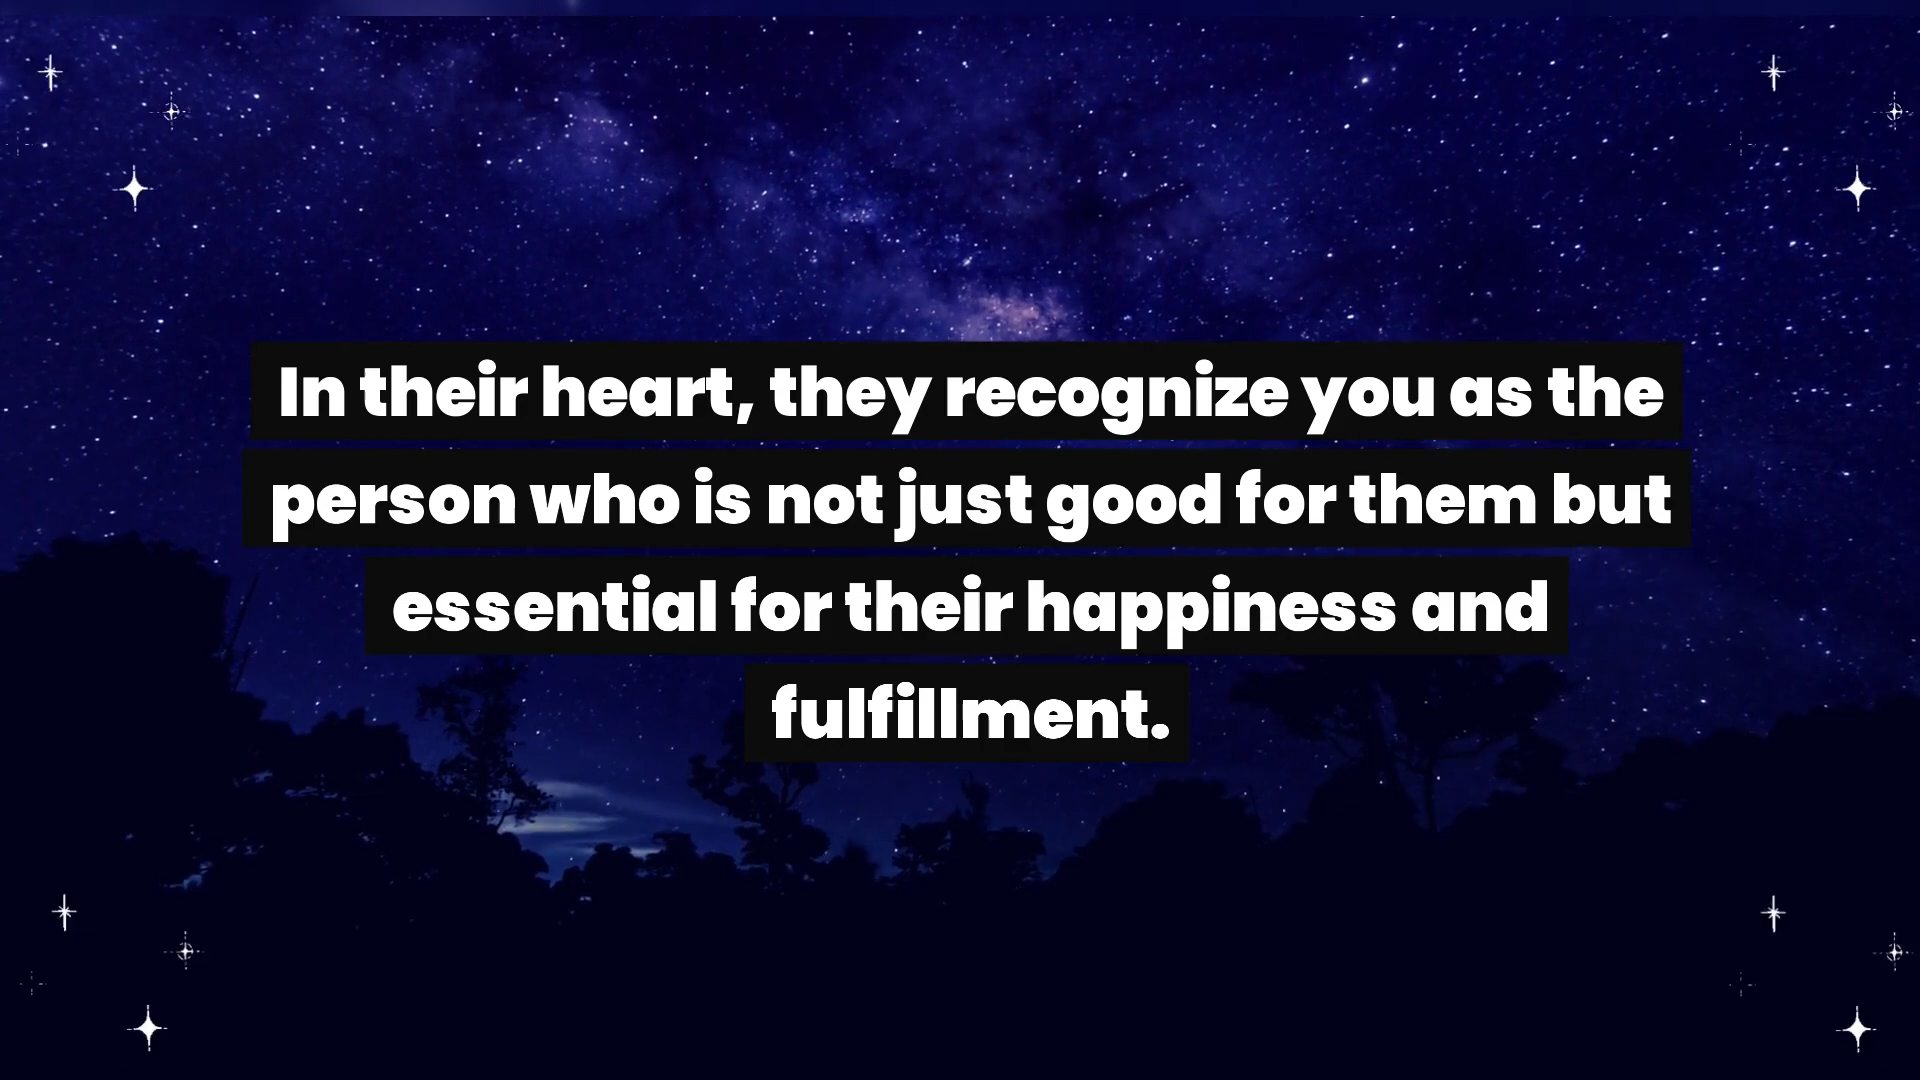 In their heart, they recognize you as the
person who is not just good for them but
essential for their happiness and
fulfillment.